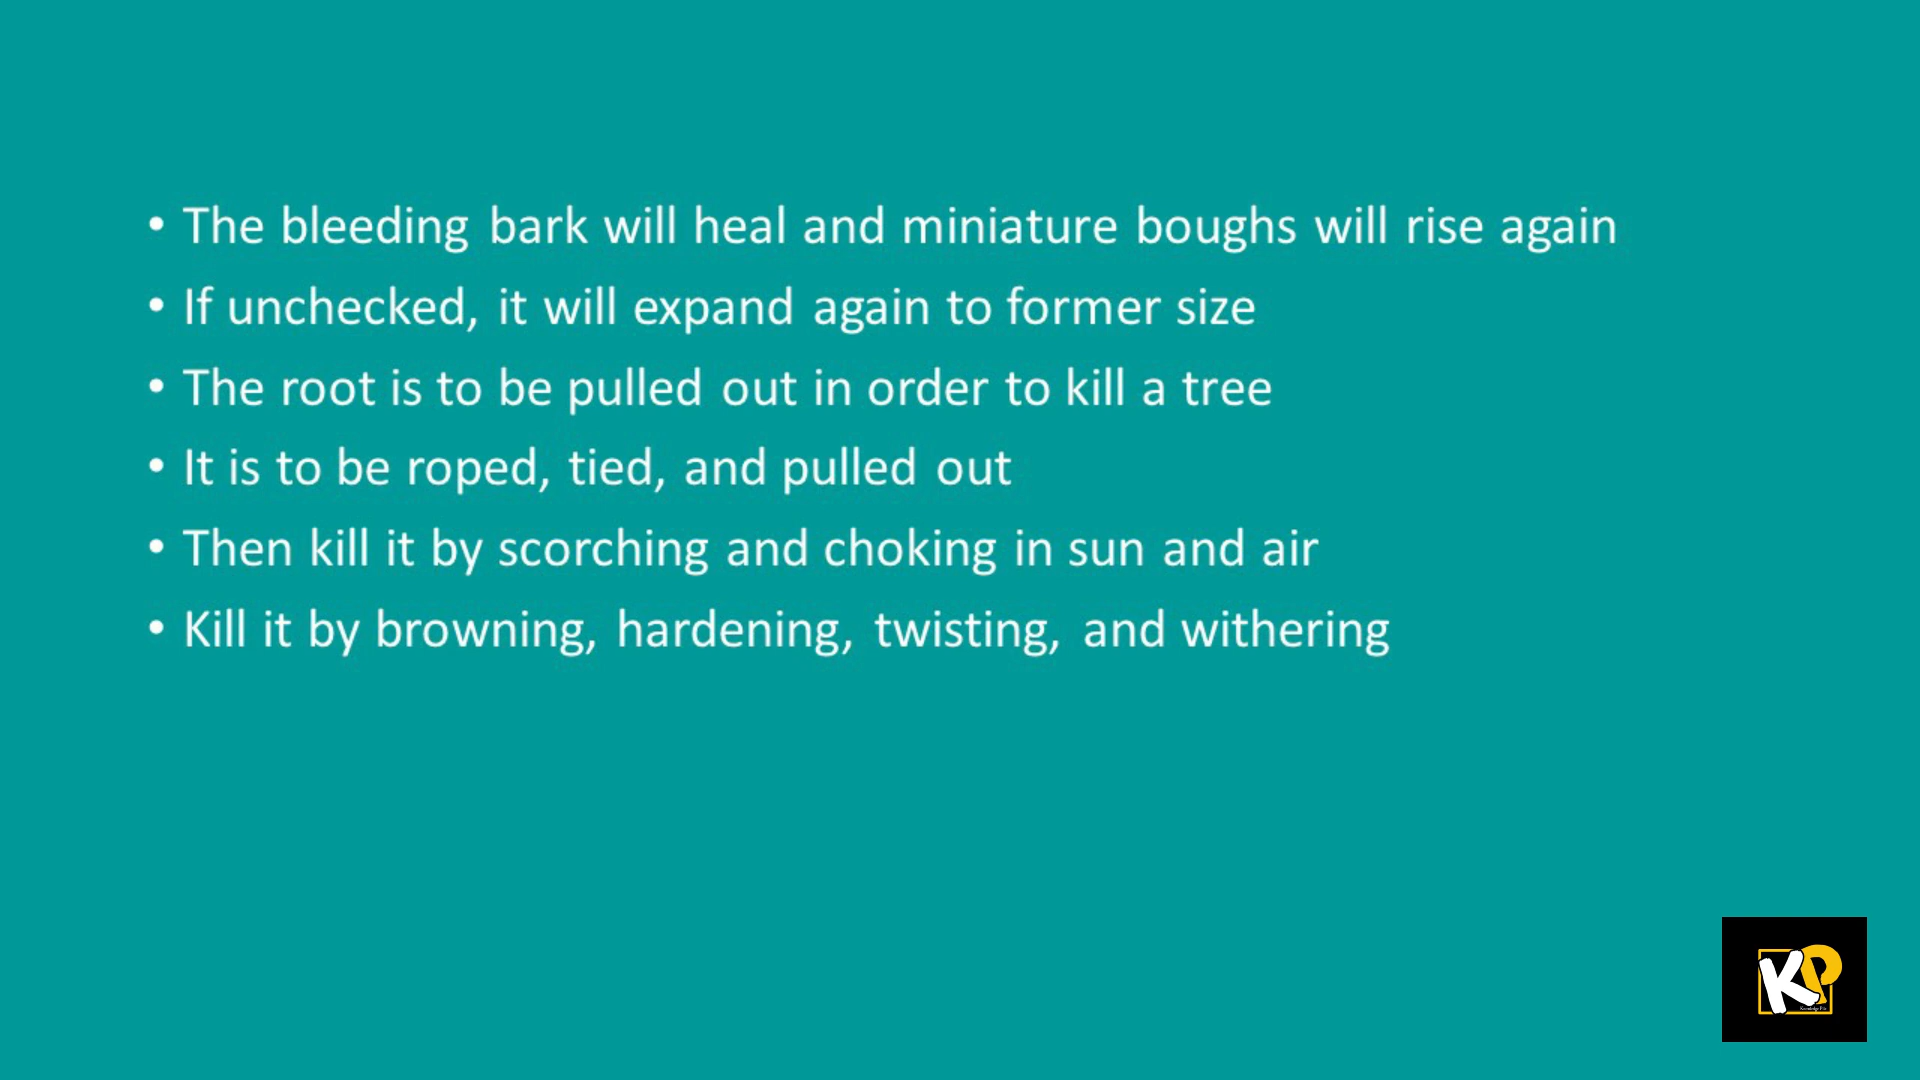 • The bleeding bark will heal and miniature boughs will rise again
• If unchecked, it will expand again to former size
• The root is to be pulled out in order to kill a tree
• It is to be roped, tied, and pulled out
• Then kill it by scorching and choking in sun and air
• Kill it by browning, hardening, twisting, and withering
KP